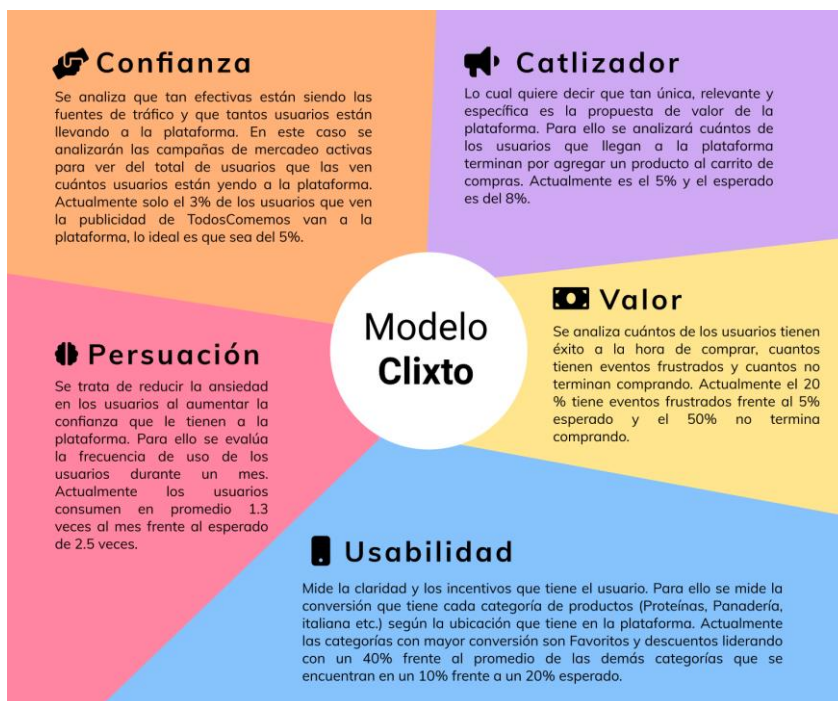 Confianza
Se analiza que tan efectivas están siendo las
fuentes de tráfico y que tantos usuarios están
llevando a la plataforma. En este caso se
analizarán las campañas de mercadeo activas
para ver del total de usuarios que las ven
cuántos usuarios están yendo a la plataforma.
Actualmente solo el 3% de los usuarios que ven
la publicidad de TodosComemos van a la
plataforma, lo ideal es que sea del 5%.
Catlizador
Lo cual quiere decir que tan única, relevante y
específica es la propuesta de valor de la
plataforma. Para ello se analizará cuántos de
los usuarios que llegan a la plataforma
terminan por agregar un producto al carrito de
compras. Actualmente es el 5% y el esperado
es del 8%.
Modelo
Clixto
Valor
Se analiza cuántos de los usuarios tienen
éxito a la hora de comprar, cuantos
tienen eventos frustrados y cuantos no
terminan comprando. Actualmente el 20
% tiene eventos frustrados frente al 5%
esperado y el 50% no termina
comprando.
Persuación
Se trata de reducir la ansiedad
en los usuarios al aumentar la
confianza que le tienen a la
plataforma. Para ello se evalúa
la frecuencia de uso de los
usuarios durante un mes.
Actualmente los usuarios
consumen en promedio 1.3
veces al mes frente al esperado
de 2.5 veces.
Usabilidad
Mide la claridad y los incentivos que tiene el usuario. Para ello se mide la
conversión que tiene cada categoría de productos (Proteínas, Panadería,
italiana etc.) según la ubicación que tiene en la plataforma. Actualmente
las categorías con mayor conversión son Favoritos y descuentos liderando
con un 40% frente al promedio de las demás categorías que se
encuentran en un 10% frente a un 20% esperado.